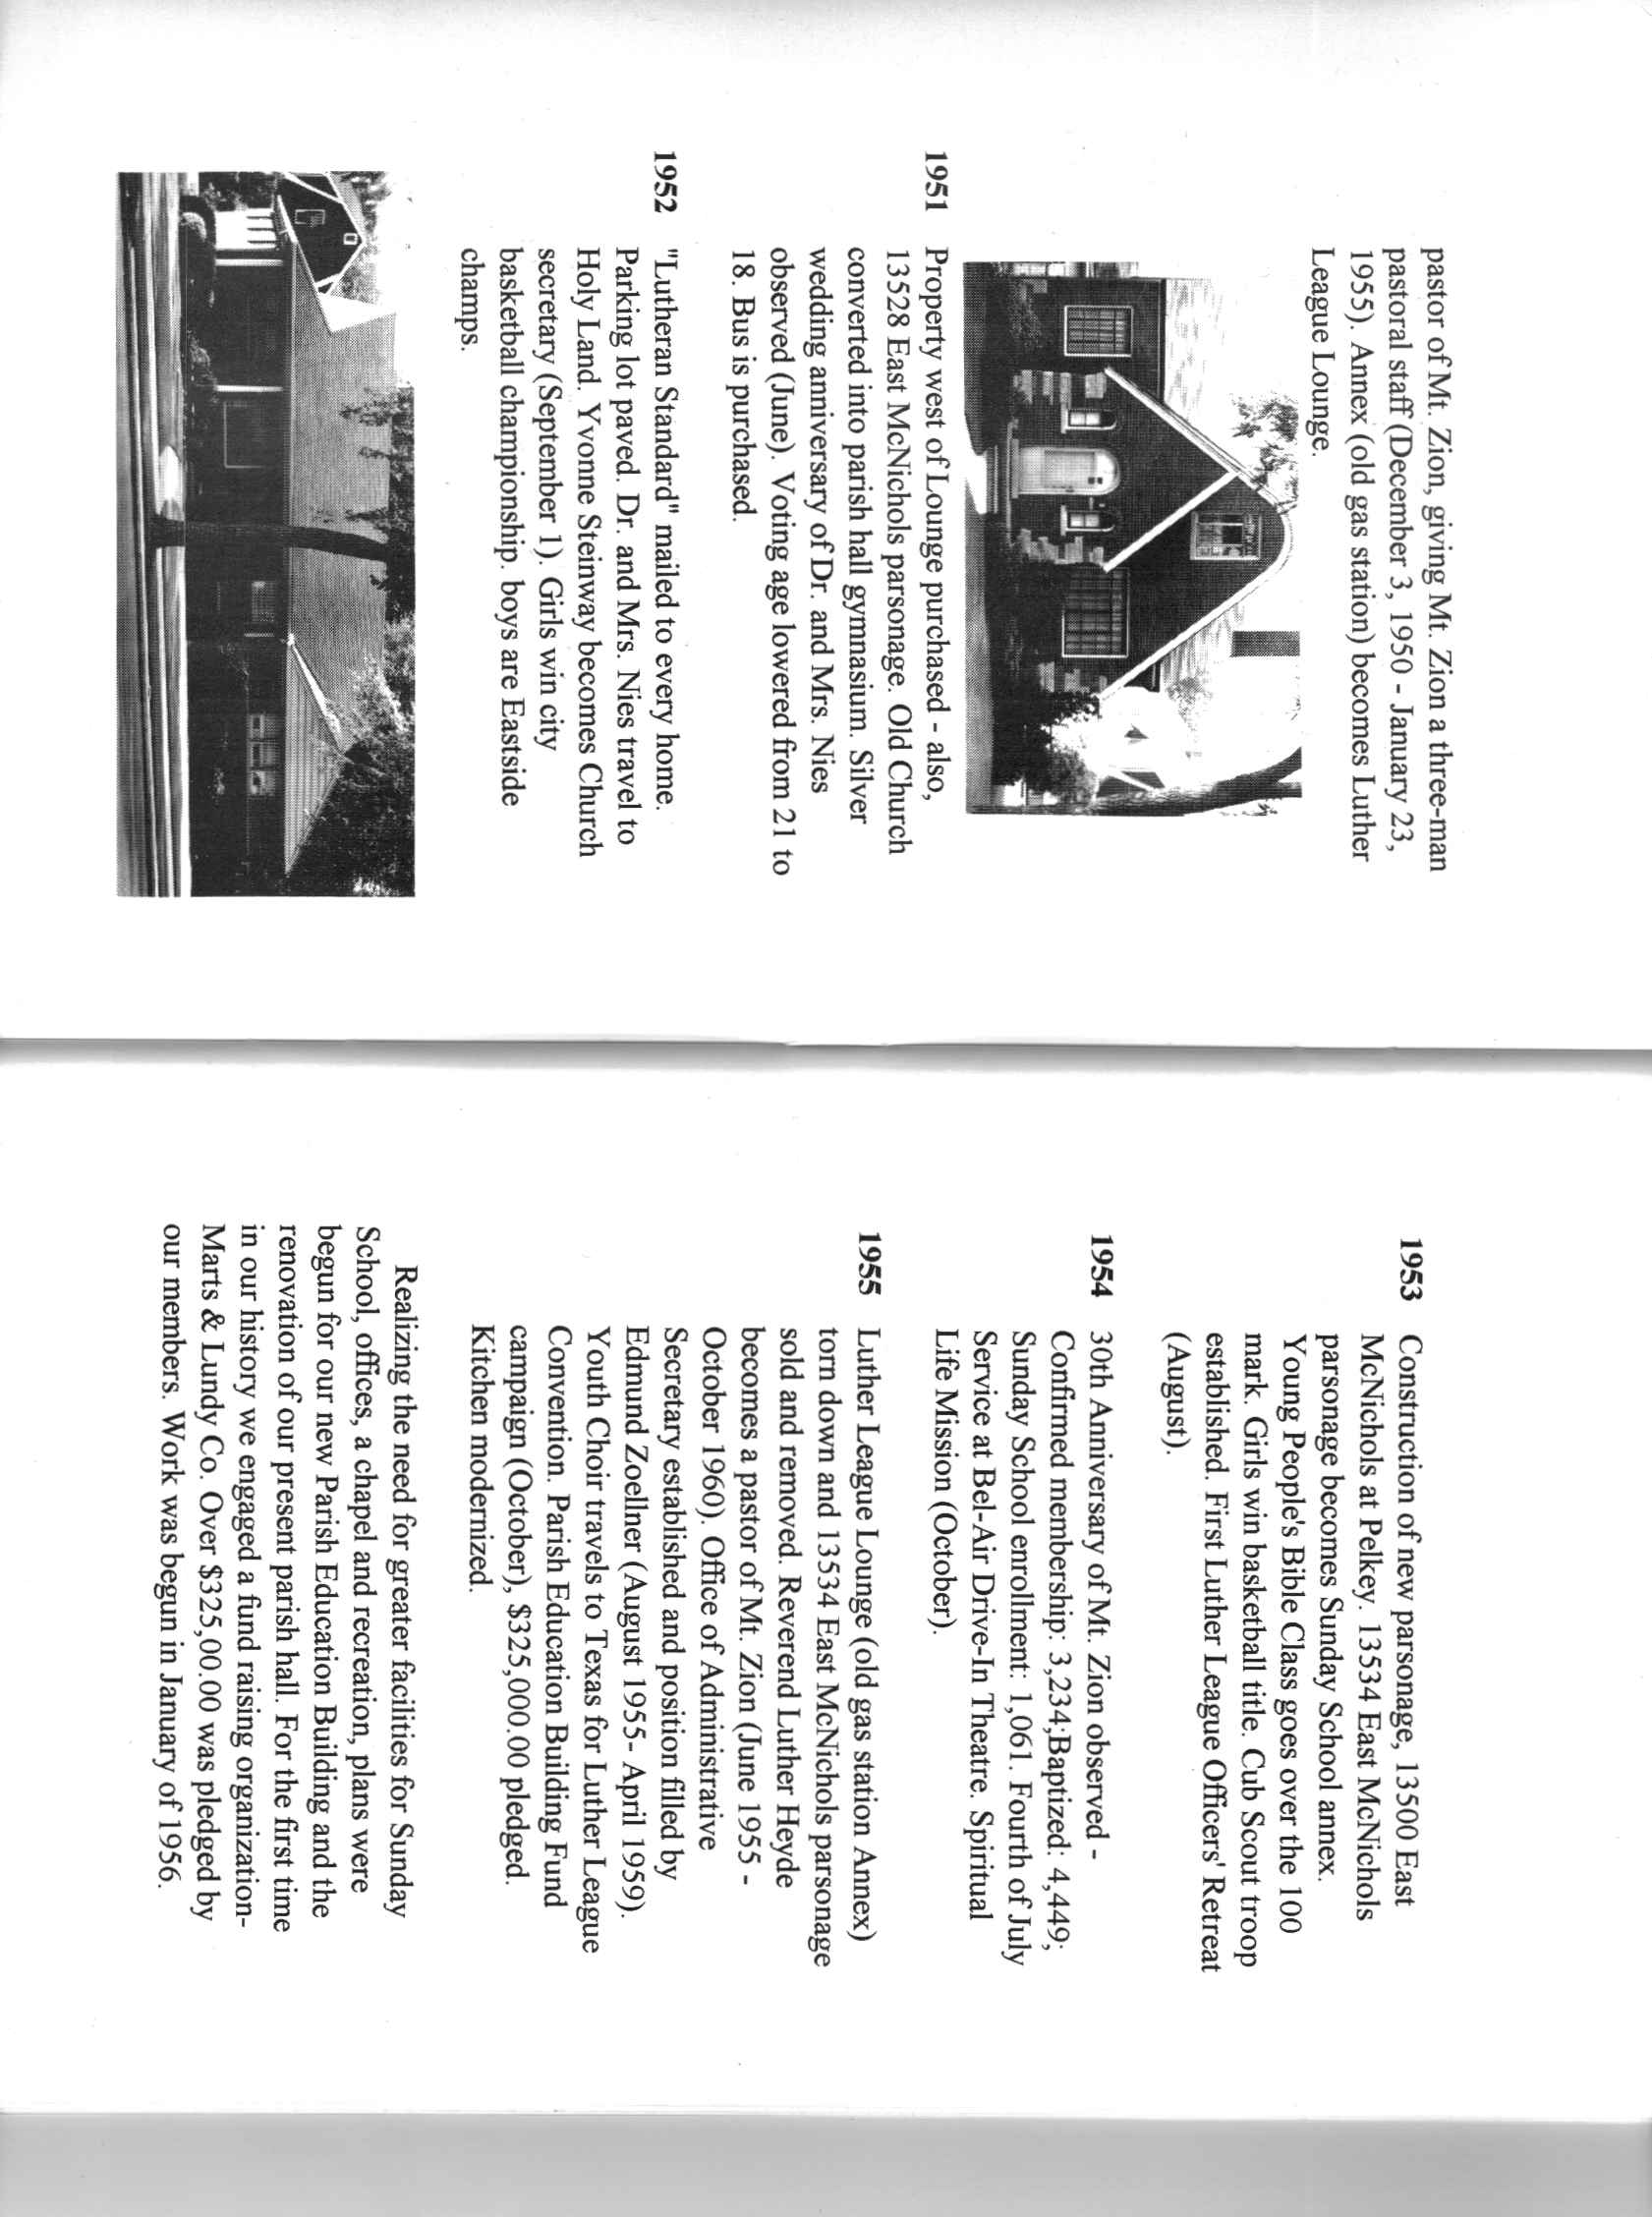 pastor of Mt. Zion, giving Mt. Zion a three-man
pastoral staff (December 3, 1950 - January 23,
1955). Annex (old gas station) becomes Luther
League Lounge.
1951 Property west of Lounge purchased - also,
13528 East McNichols parsonage. Old Church
converted into parish hall gymnasium. Silver
wedding anniversary of Dr. and Mrs. Nies
observed (June). Voting age lowered from 21 to
18. Bus is purchased.
1952 "Lutheran Standard" mailed to every home.
Parking lot paved. Dr. and Mrs. Nies travel to
Holy Land. Yvonne Steinway becomes Church
secretary (September 1). Girls win city
basketball championship. boys are Eastside
champs.
1953 Construction of new parsonage, 13500 East
McNichols at Pelkey. 13534 East McNichols
parsonage becomes Sunday School annex.
Young People's Bible Class goes over the 100
mark. Girls win basketball title. Cub Scout troop
established. First Luther League Officers' Retreat
(August).
1954 30th Anniversary of Mt. Zion observed -
Confirmed membership: 3,234;Baptized: 4,449;
Sunday School enrollment: 1,061. Fourth of July
Service at Bel-Air Drive-In Theatre. Spiritual
Life Mission (October).
1955 Luther League Lounge (old gas station Annex)
torn down and 13534 East McNichols parsonage
sold and removed. Reverend Luther Heyde
becomes a pastor of Mt. Zion (June 1955 -
October 1960). Office of Administrative
Secretary established and position filled by
Edmund Zoellner (August 1955- April 1959).
Youth Choir travels to Texas for Luther League
Convention. Parish Education Building Fund
campaign (October), $325,000.00 pledged.
Kitchen modernized.
Realizing the need for greater facilities for Sunday
School, offices, a chapel and recreation, plans were
begun for our new Parish Education Building and the
renovation of our present parish hall. For the first time
in our history we engaged a fund raising organization-
Marts & Lundy Co. Over $325,00.00 was pledged by
our members. Work was begun in January of 1956.